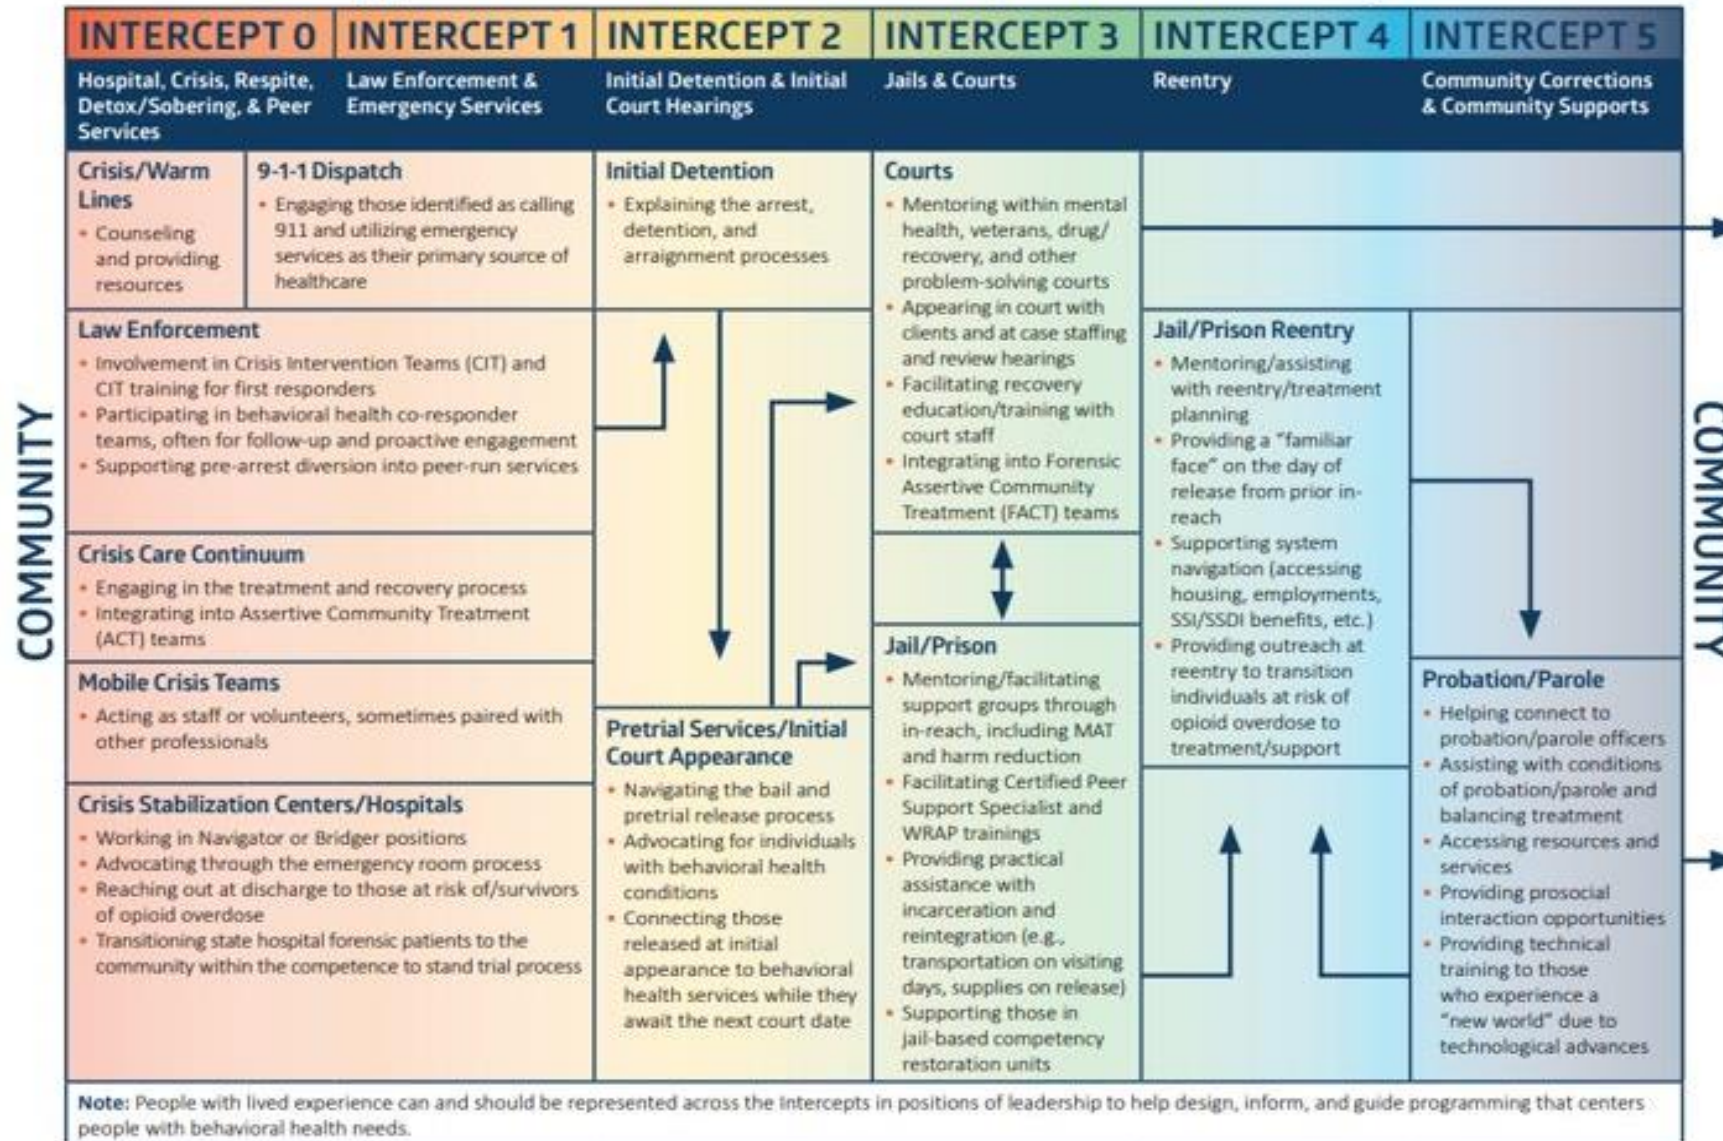 COMMUNITY
INTERCEPT 0
INTERCEPT 1
INTERCEPT 2
INTERCEPT 3
INTERCEPT 4
INTERCEPT 5
Hospital, Crisis, Respite,
Detox/Sobering, & Peer
Services
Law Enforcement &
Emergency Services
Initial Detention & Initial
Court Hearings
Jails & Courts
Reentry
Community Corrections
& Community Supports
Crisis/Warm
Lines
• Counseling
and providing
resources
9-1-1 Dispatch
• Engaging those identified as calling
911 and utilizing emergency
services as their primary source of
healthcare
Law Enforcement
• Involvement in Crisis Intervention Teams (CIT) and
CIT training for first responders
• Participating in behavioral health co-responder
teams, often for follow-up and proactive engagement
• Supporting pre-arrest diversion into peer-run services
Crisis Care Continuum
• Engaging in the treatment and recovery process
• Integrating into Assertive Community Treatment
(ACT) teams
Mobile Crisis Teams
• Acting as staff or volunteers, sometimes paired with
other professionals
Crisis Stabilization Centers/Hospitals
• Working in Navigator or Bridger positions
• Advocating through the emergency room process
• Reaching out at discharge to those at risk of/survivors
of opioid overdose
• Transitioning state hospital forensic patients to the
community within the competence to stand trial process
Initial Detention
• Explaining the arrest,
detention, and
arraignment processes
Pretrial Services/Initial
Court Appearance
• Navigating the bail and
pretrial release process
• Advocating for individuals
with behavioral health
conditions
• Connecting those
released at initial
appearance to behavioral
health services while they
await the next court date
Courts
• Mentoring within mental
health, veterans, drug/
recovery, and other
problem-solving courts
• Appearing in court with
clients and at case staffing
and review hearings
• Facilitating recovery
education/training with
court staff
• Integrating into Forensic
Assertive Community
Treatment (FACT) teams
Jail/Prison
• Mentoring/facilitating
support groups through
in-reach, including MAT
and harm reduction
• Facilitating Certified Peer
Support Specialist and
WRAP trainings
• Providing practical
assistance with
incarceration and
reintegration (e.g.,
transportation on visiting
days, supplies on release)
• Supporting those in
jail-based competency
restoration units
Jail/Prison Reentry
• Mentoring/assisting
with reentry/treatment
planning
• Providing a "familiar
face" on the day of
release from prior in-
reach
• Supporting system
navigation (accessing
housing, employments,
SSI/SSDI benefits, etc.)
• Providing outreach at
reentry to transition
individuals at risk of
opioid overdose to
treatment/support
Probation/Parole
• Helping connect to
probation/parole officers
• Assisting with conditions
of probation/parole and
balancing treatment
• Accessing resources and
services
• Providing prosocial
interaction opportunities
• Providing technical
training to those
who experience a
"new world" due to
technological advances
COMMUNITY
Note: People with lived experience can and should be represented across the Intercepts in positions of leadership to help design, inform, and guide programming that centers
people with behavioral health needs.